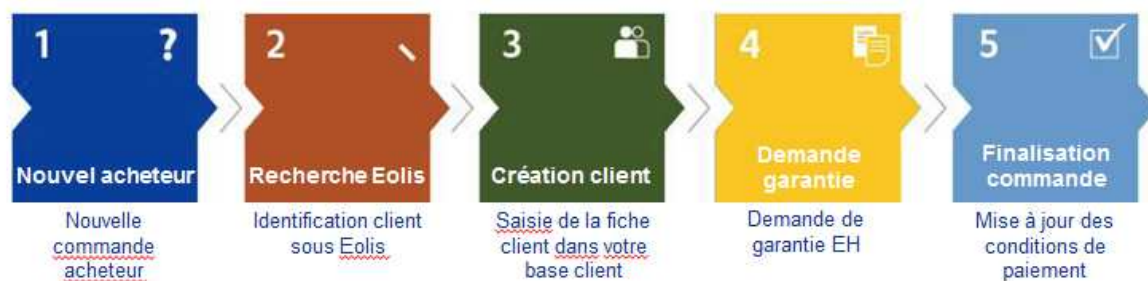 1 ?
Nouvel acheteur
Nouvelle
commande
acheteur
2
Recherche Eolis
Identification client
sous Eolis
3
Création client
Saisie de la fiche
client dans votre
base client
4
Demande
garantie
Demande de
garantie EH
5
Finalisation
commande
Mise à jour des
conditions de
paiement